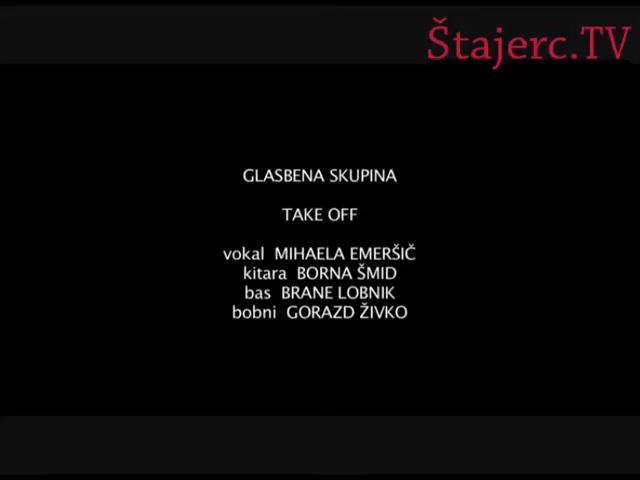 Štajerc.TV
GLASBENA SKUPINA
TAKE OFF
vokal MIHAELA EMERŠIČ
kitara BORNA ŠMID
bas BRANE LOBNIK
bobni GORAZD ŽIVKO